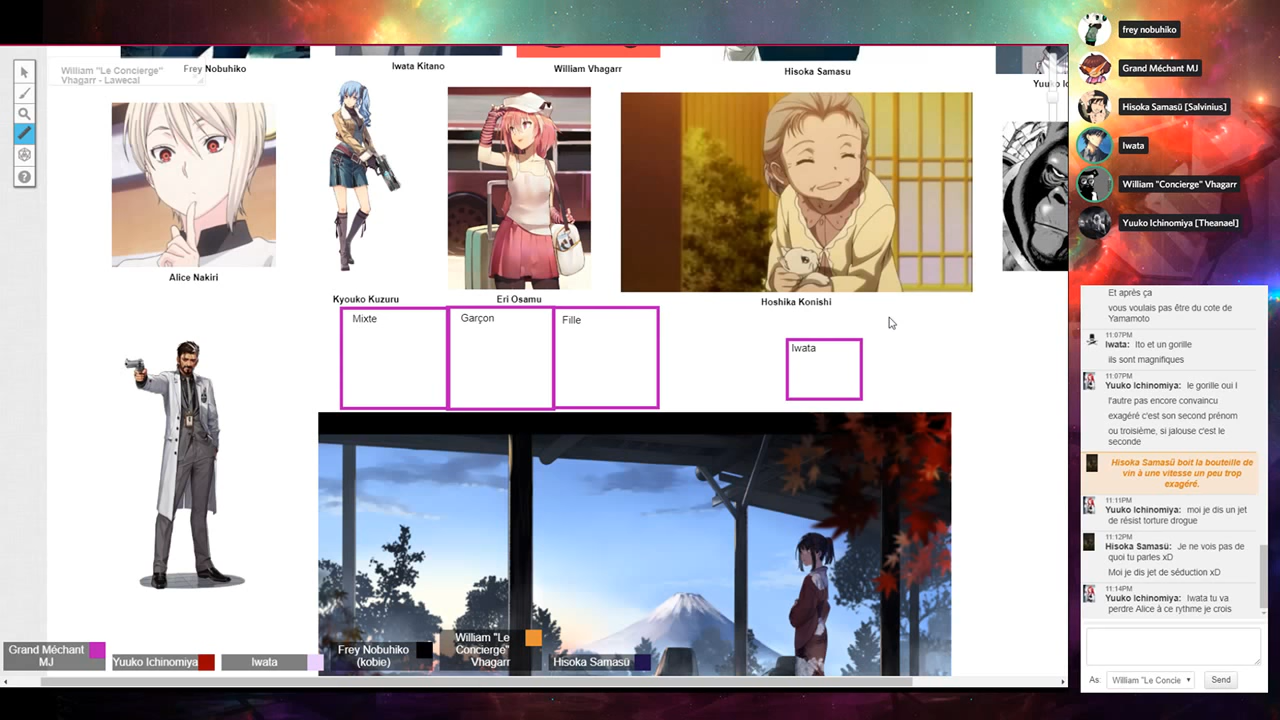 William "Le Concierge"
Vhagarr - Lawecal
Frey Nobuhiko
Iwata Kitano
William Vhagarr
Hisoka Samasu
Alice Nakiri
Kyouko Kuzuru
Eri Osamu
Hoshika Konishi
Mixte
Garçon
Fille
Iwata
Grand Méchant
MJ
Yuuko Ichinomiya
Iwata
Frey Nobuhiko
(kobie)
William "Le
Concierge"
Vhagarr
Hisoka Samasu
frey nobuhiko
Grand Méchant MJ
Hisoka Samasū [Salvinius]
Iwata
William "Concierge" Vhagarr
Yuuko Ichinomiya [Theanael]
Et après ça
vous voulais pas être du cote de
Yamamoto
11:07PM
Iwata: Ito et un gorille
ils sont magnifiques
11:07PM
Yuuko Ichinomiya: le gorille oui l
l'autre pas encore convaincu
exagéré c'est son second prénom
ou troisième, si jalouse c'est le
seconde
Hisoka Samasū boit la bouteille de
vin à une vitesse un peu trop
exagéré.
11:11PM
Yuuko Ichinomiya: moi je dis un jet
de résist torture drogue
11:12PM
Hisoka Samasū: Je ne vois pas de
quoi tu parles xD
Moi je dis jet de séduction xD
11:14PM
Yuuko Ichinomiya: Iwata tu va
perdre Alice à ce rythme je crois
As:
William "Le Concie
Send